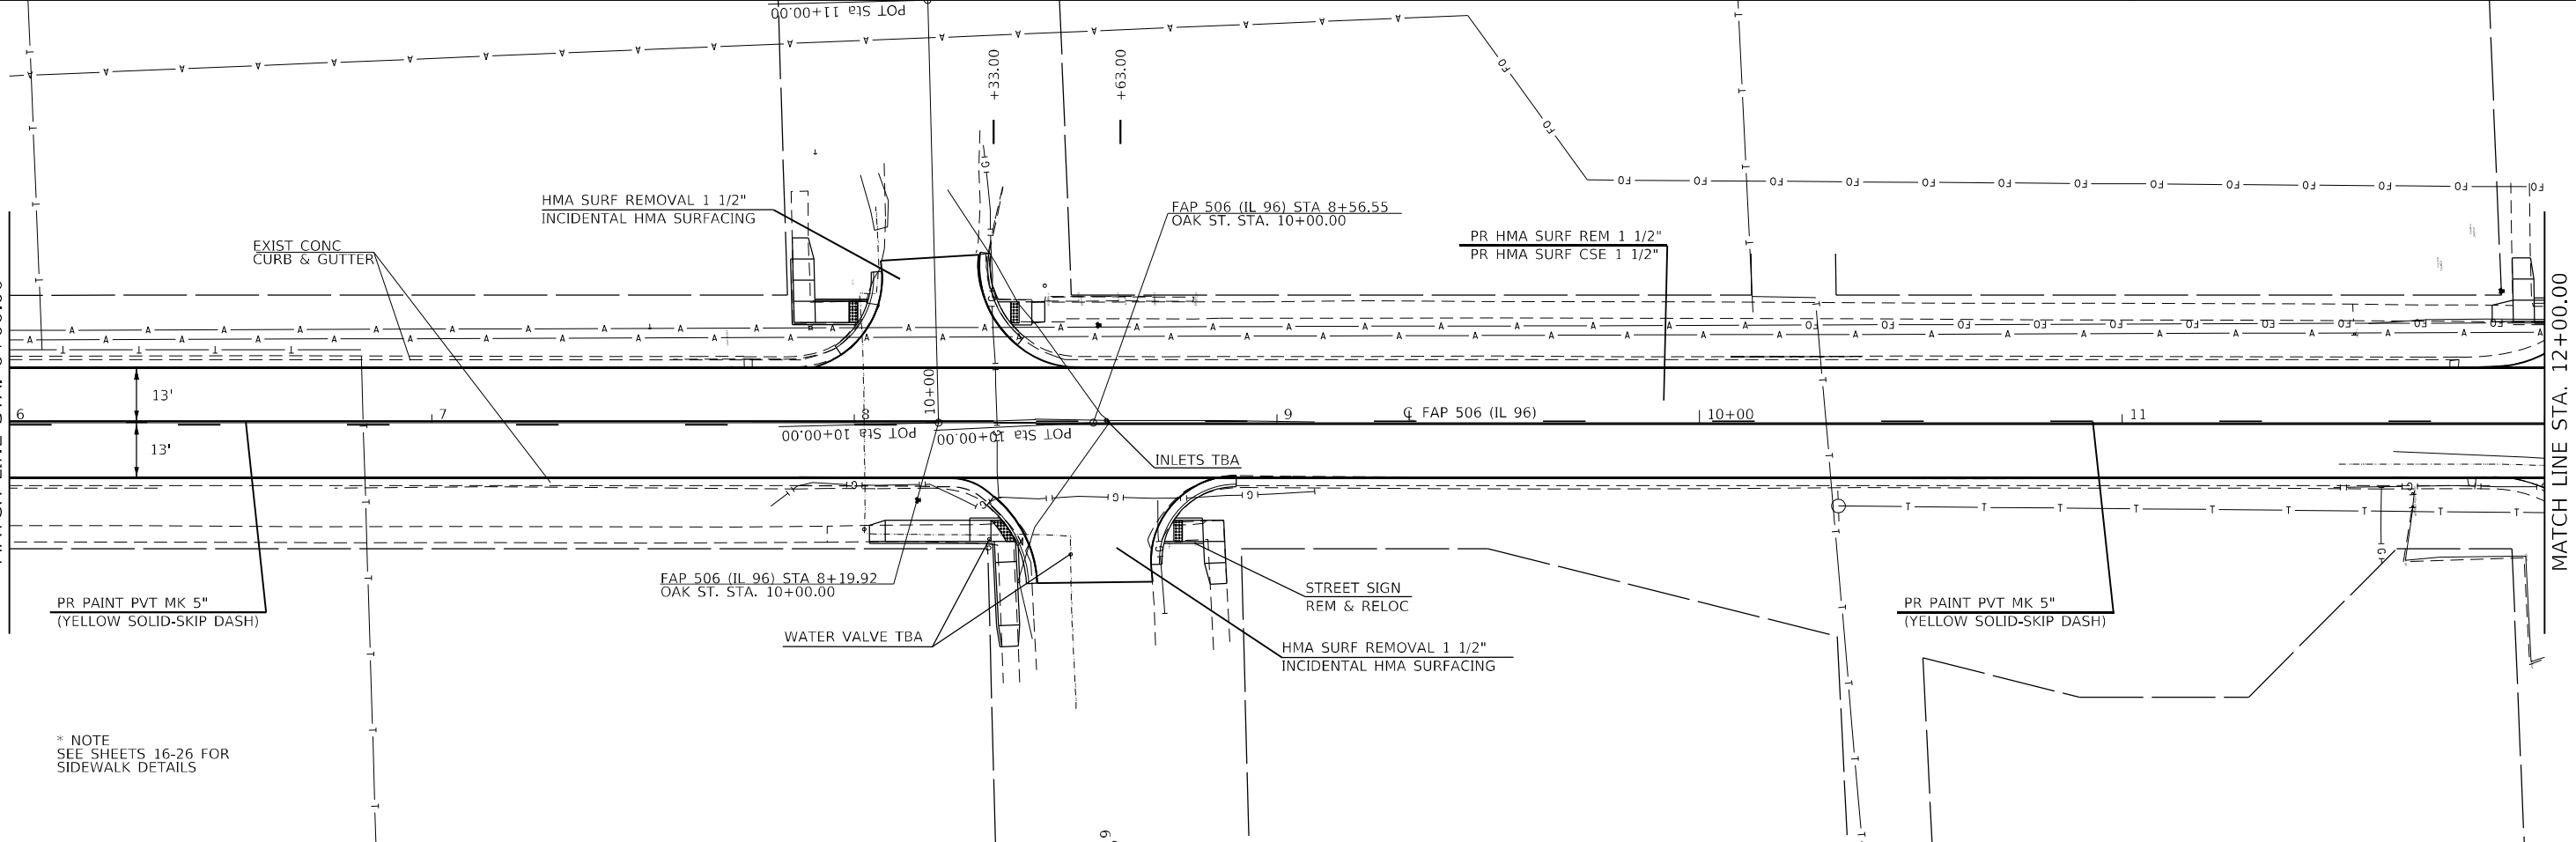 POT Sta 11+00.00
+33.00
+63.00
HMA SURF REMOVAL 1 1/2"
INCIDENTAL HMA SURFACING
FAP 506 (IL 96) STA 8+56.55
OAK ST. STA. 10+00.00
EXIST CONC
CURB & GUTTER
PR HMA SURF REM 1 1/2"
PR HMA SURF CSE 1 1/2"
13'
13'
6
7
8
10+00
9
℄ FAP 506 (IL 96)
10+00
11
POT Sta 10+00.00
POT Sta 10+00.00
INLETS TBA
MATCH LINE STA. 12+00.00
FAP 506 (IL 96) STA 8+19.92
OAK ST. STA. 10+00.00
STREET SIGN
REM & RELOC
PR PAINT PVT MK 5"
(YELLOW SOLID-SKIP DASH)
PR PAINT PVT MK 5"
(YELLOW SOLID-SKIP DASH)
WATER VALVE TBA
HMA SURF REMOVAL 1 1/2"
INCIDENTAL HMA SURFACING
* NOTE
SEE SHEETS 16-26 FOR
SIDEWALK DETAILS
9